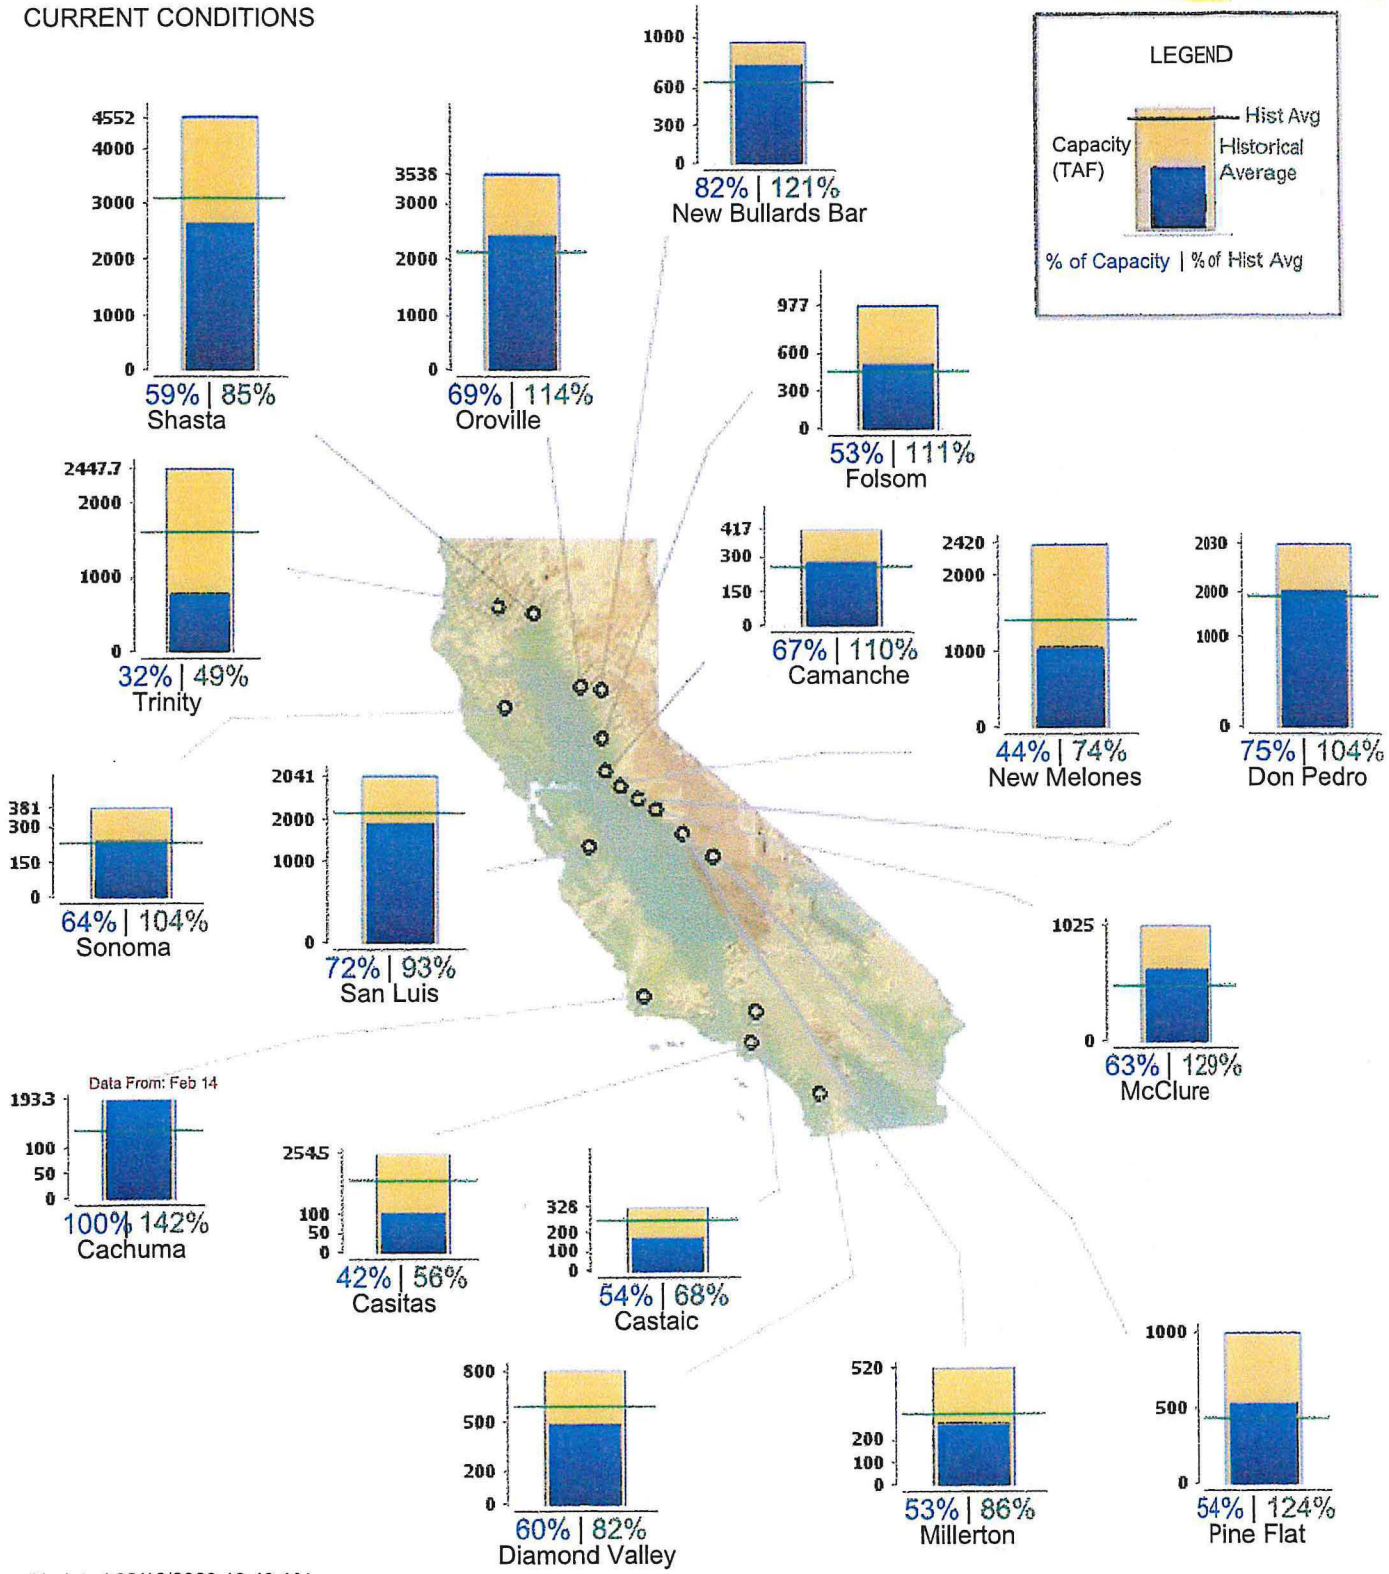 CURRENT CONDITIONS
LEGEND
Hist Avg
Capacity
(TAF)
Historical
Average
% of Capacity | % of Hist Avg
1000
600
300
0
82% | 121%
New Bullards Bar
4552
4000
3000
2000
1000
0
59% | 85%
Shasta
3538
3000
2000
1000
0
69% | 114%
Oroville
977
600
300
0
53% | 111%
Folsom
2447.7
2000
1000
0
32% | 49%
Trinity
417
300
150
0
67% | 110%
Camanche
2420
2000
1000
0
44% | 74%
New Melones
2030
2000
1000
0
75% | 104%
Don Pedro
381
300
150
0
64% | 104%
Sonoma
2041
2000
1000
0
72% | 93%
San Luis
1025
0
63% | 129%
McClure
Data From: Feb 14
193.3
100
50
0
100% | 142%
Cachuma
254.5
100
50
0
42% | 56%
Casitas
328
200
100
0
54% | 68%
Castaic
800
500
200
0
60% | 82%
Diamond Valley
520
200
100
0
53% | 86%
Millerton
1000
500
0
54% | 124%
Pine Flat